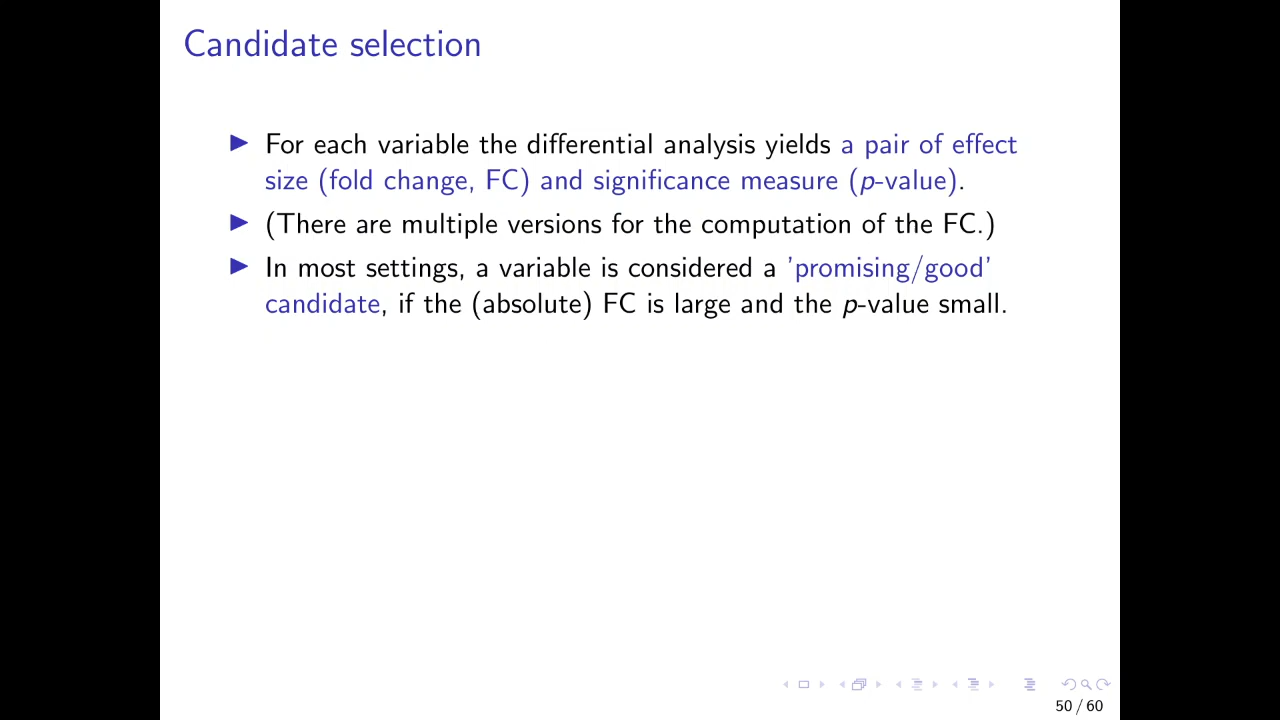 Candidate selection
▶ For each variable the differential analysis yields a pair of effect
size (fold change, FC) and significance measure (p-value).
▶ (There are multiple versions for the computation of the FC.)
▶ In most settings, a variable is considered a ’promising/good’
candidate, if the (absolute) FC is large and the p-value small.
50 / 60